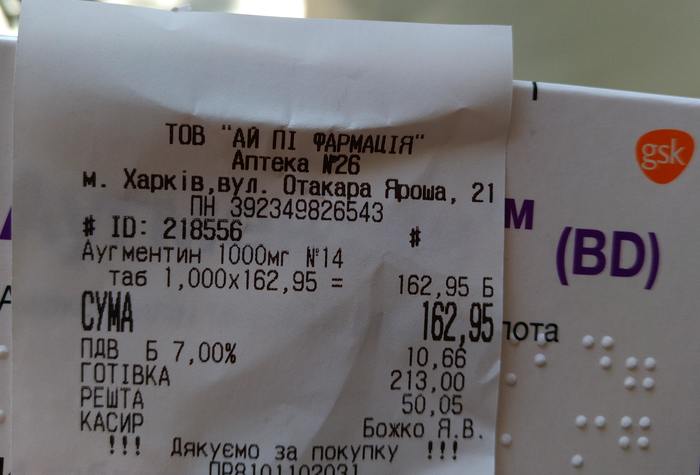 ТОВ "АЙ ПІ ФАРМАЦІЯ"
Аптека №26
м. Харків,вул. Отакара Яроша, 21
ПН 392349826543
# ID: 218556 #
Аугментин 1000мг №14
таб 1,000x162,95 = 162,95 Б
СУМА 162,95
ПДВ Б 7,00% 10,66
ГОТІВКА 213,00
РЕШТА 50,05
КАСИР Божко Я.В.
!!! Дякуємо за покупку !!!
gsk
(BD)